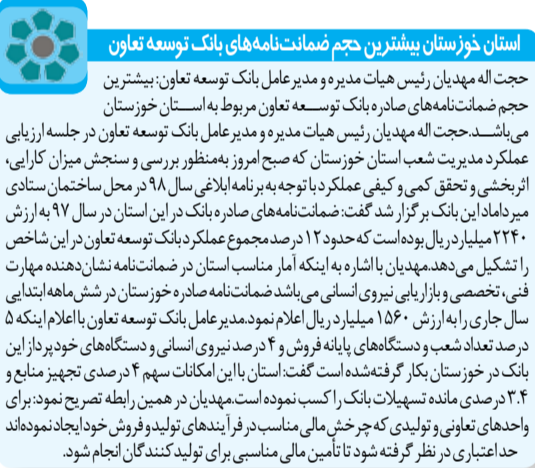 استان خوزستان بیشترین حجم ضمانت‌نامه‌های بانک توسعه تعاون
حجت اله مهدیان رئیس هیات مدیره و مدیرعامل بانک توسعه تعاون: بیشترین
حجم ضمانت‌نامه‌های صادره بانک توسعه تعاون مربوط به استان خوزستان
می‌باشد.حجت اله مهدیان رئیس هیات مدیره و مدیرعامل بانک توسعه تعاون در جلسه ارزیابی
عملکرد مدیریت شعب استان خوزستان که صبح امروز به‌منظور بررسی و سنجش میزان کارایی،
اثربخشی و تحقق کمی و کیفی عملکرد با توجه به برنامه ابلاغی سال ۹۸ در محل ساختمان ستادی
میرداماد این بانک برگزار شد گفت: ضمانت‌نامه‌های صادره بانک در این استان در سال ۹۷ به ارزش
۲۲۴۰ میلیارد ریال بوده است که حدود ۱۲ درصد مجموع عملکرد بانک توسعه تعاون در این شاخص
را تشکیل می‌دهد.مهدیان با اشاره به اینکه آمار مناسب استان در ضمانت‌نامه نشان‌دهنده مهارت
فنی، تخصصی و بازاریابی نیروی انسانی می‌باشد ضمانت‌نامه صادره خوزستان در شش‌ماهه ابتدایی
سال جاری را به ارزش ۱۵۶۰ میلیارد ریال اعلام نمود.مدیرعامل بانک توسعه تعاون با اعلام اینکه ۵
درصد تعداد شعب و دستگاه‌های پایانه فروش و ۴ درصد نیروی انسانی و دستگاه‌های خودپرداز این
بانک در خوزستان بکار گرفته‌شده است گفت: استان با این امکانات سهم ۴ درصدی تجهیز منابع و
۳.۴ درصدی مانده تسهیلات بانک را کسب نموده است.مهدیان در همین رابطه تصریح نمود: برای
واحدهای تعاونی و تولیدی که چرخش مالی مناسب در فرآیندهای تولید و فروش خود ایجاد نموده‌اند
حد اعتباری در نظر گرفته شود تا تأمین مالی مناسبی برای تولیدکنندگان انجام شود.